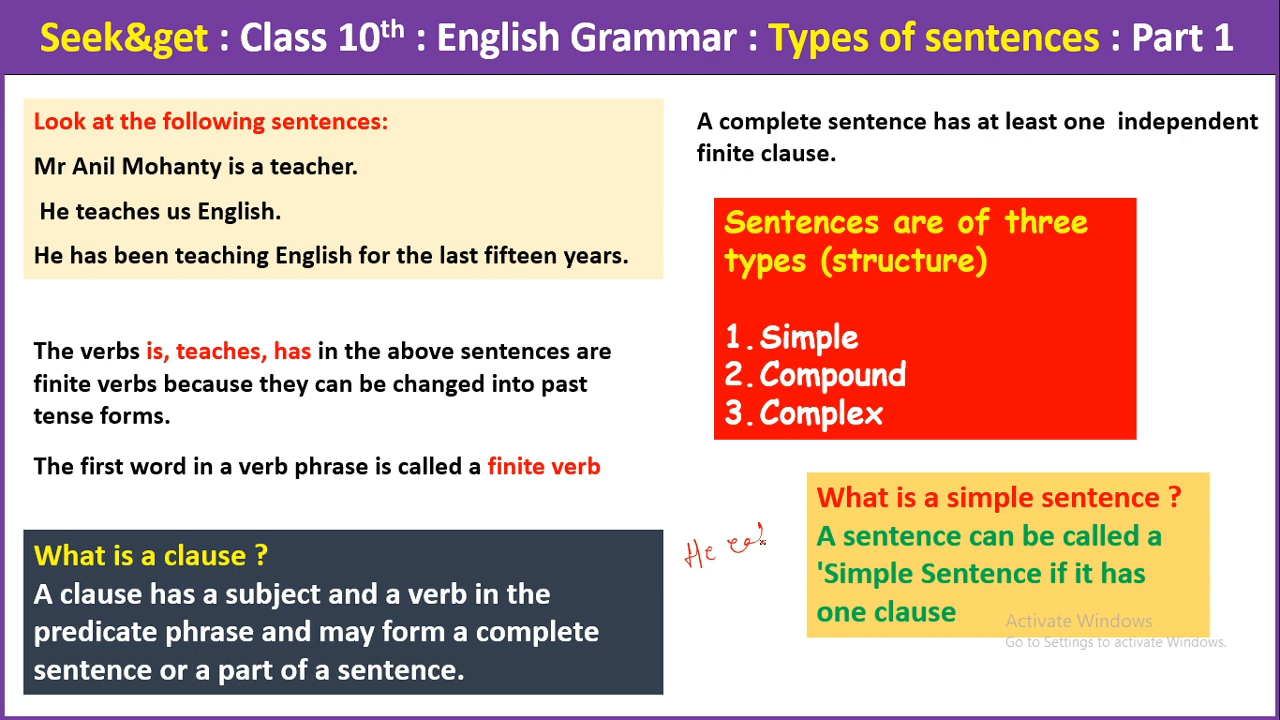 Seek&get : Class 10th : English Grammar : Types of sentences : Part 1
Look at the following sentences:
Mr Anil Mohanty is a teacher.
He teaches us English.
He has been teaching English for the last fifteen years.
The verbs is, teaches, has in the above sentences are
finite verbs because they can be changed into past
tense forms.
The first word in a verb phrase is called a finite verb
What is a clause ?
A clause has a subject and a verb in the
predicate phrase and may form a complete
sentence or a part of a sentence.
A complete sentence has at least one independent
finite clause.
Sentences are of three
types (structure)
1. Simple
2. Compound
3. Complex
He
What is a simple sentence ?
A sentence can be called a
'Simple Sentence if it has
one clause
Activate Windows
Go to Settings to activate Windows.